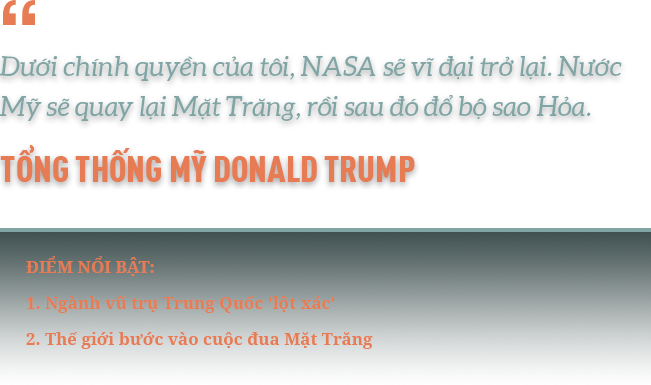 “
Dưới chính quyền của tôi, NASA sẽ vĩ đại trở lại. Nước
Mỹ sẽ quay lại Mặt Trăng, rồi sau đó đổ bộ sao Hỏa.
TỔNG THỐNG MỸ DONALD TRUMP
ĐIỂM NỔI BẬT:
1. Ngành vũ trụ Trung Quốc 'lột xác'
2. Thế giới bước vào cuộc đua Mặt Trăng